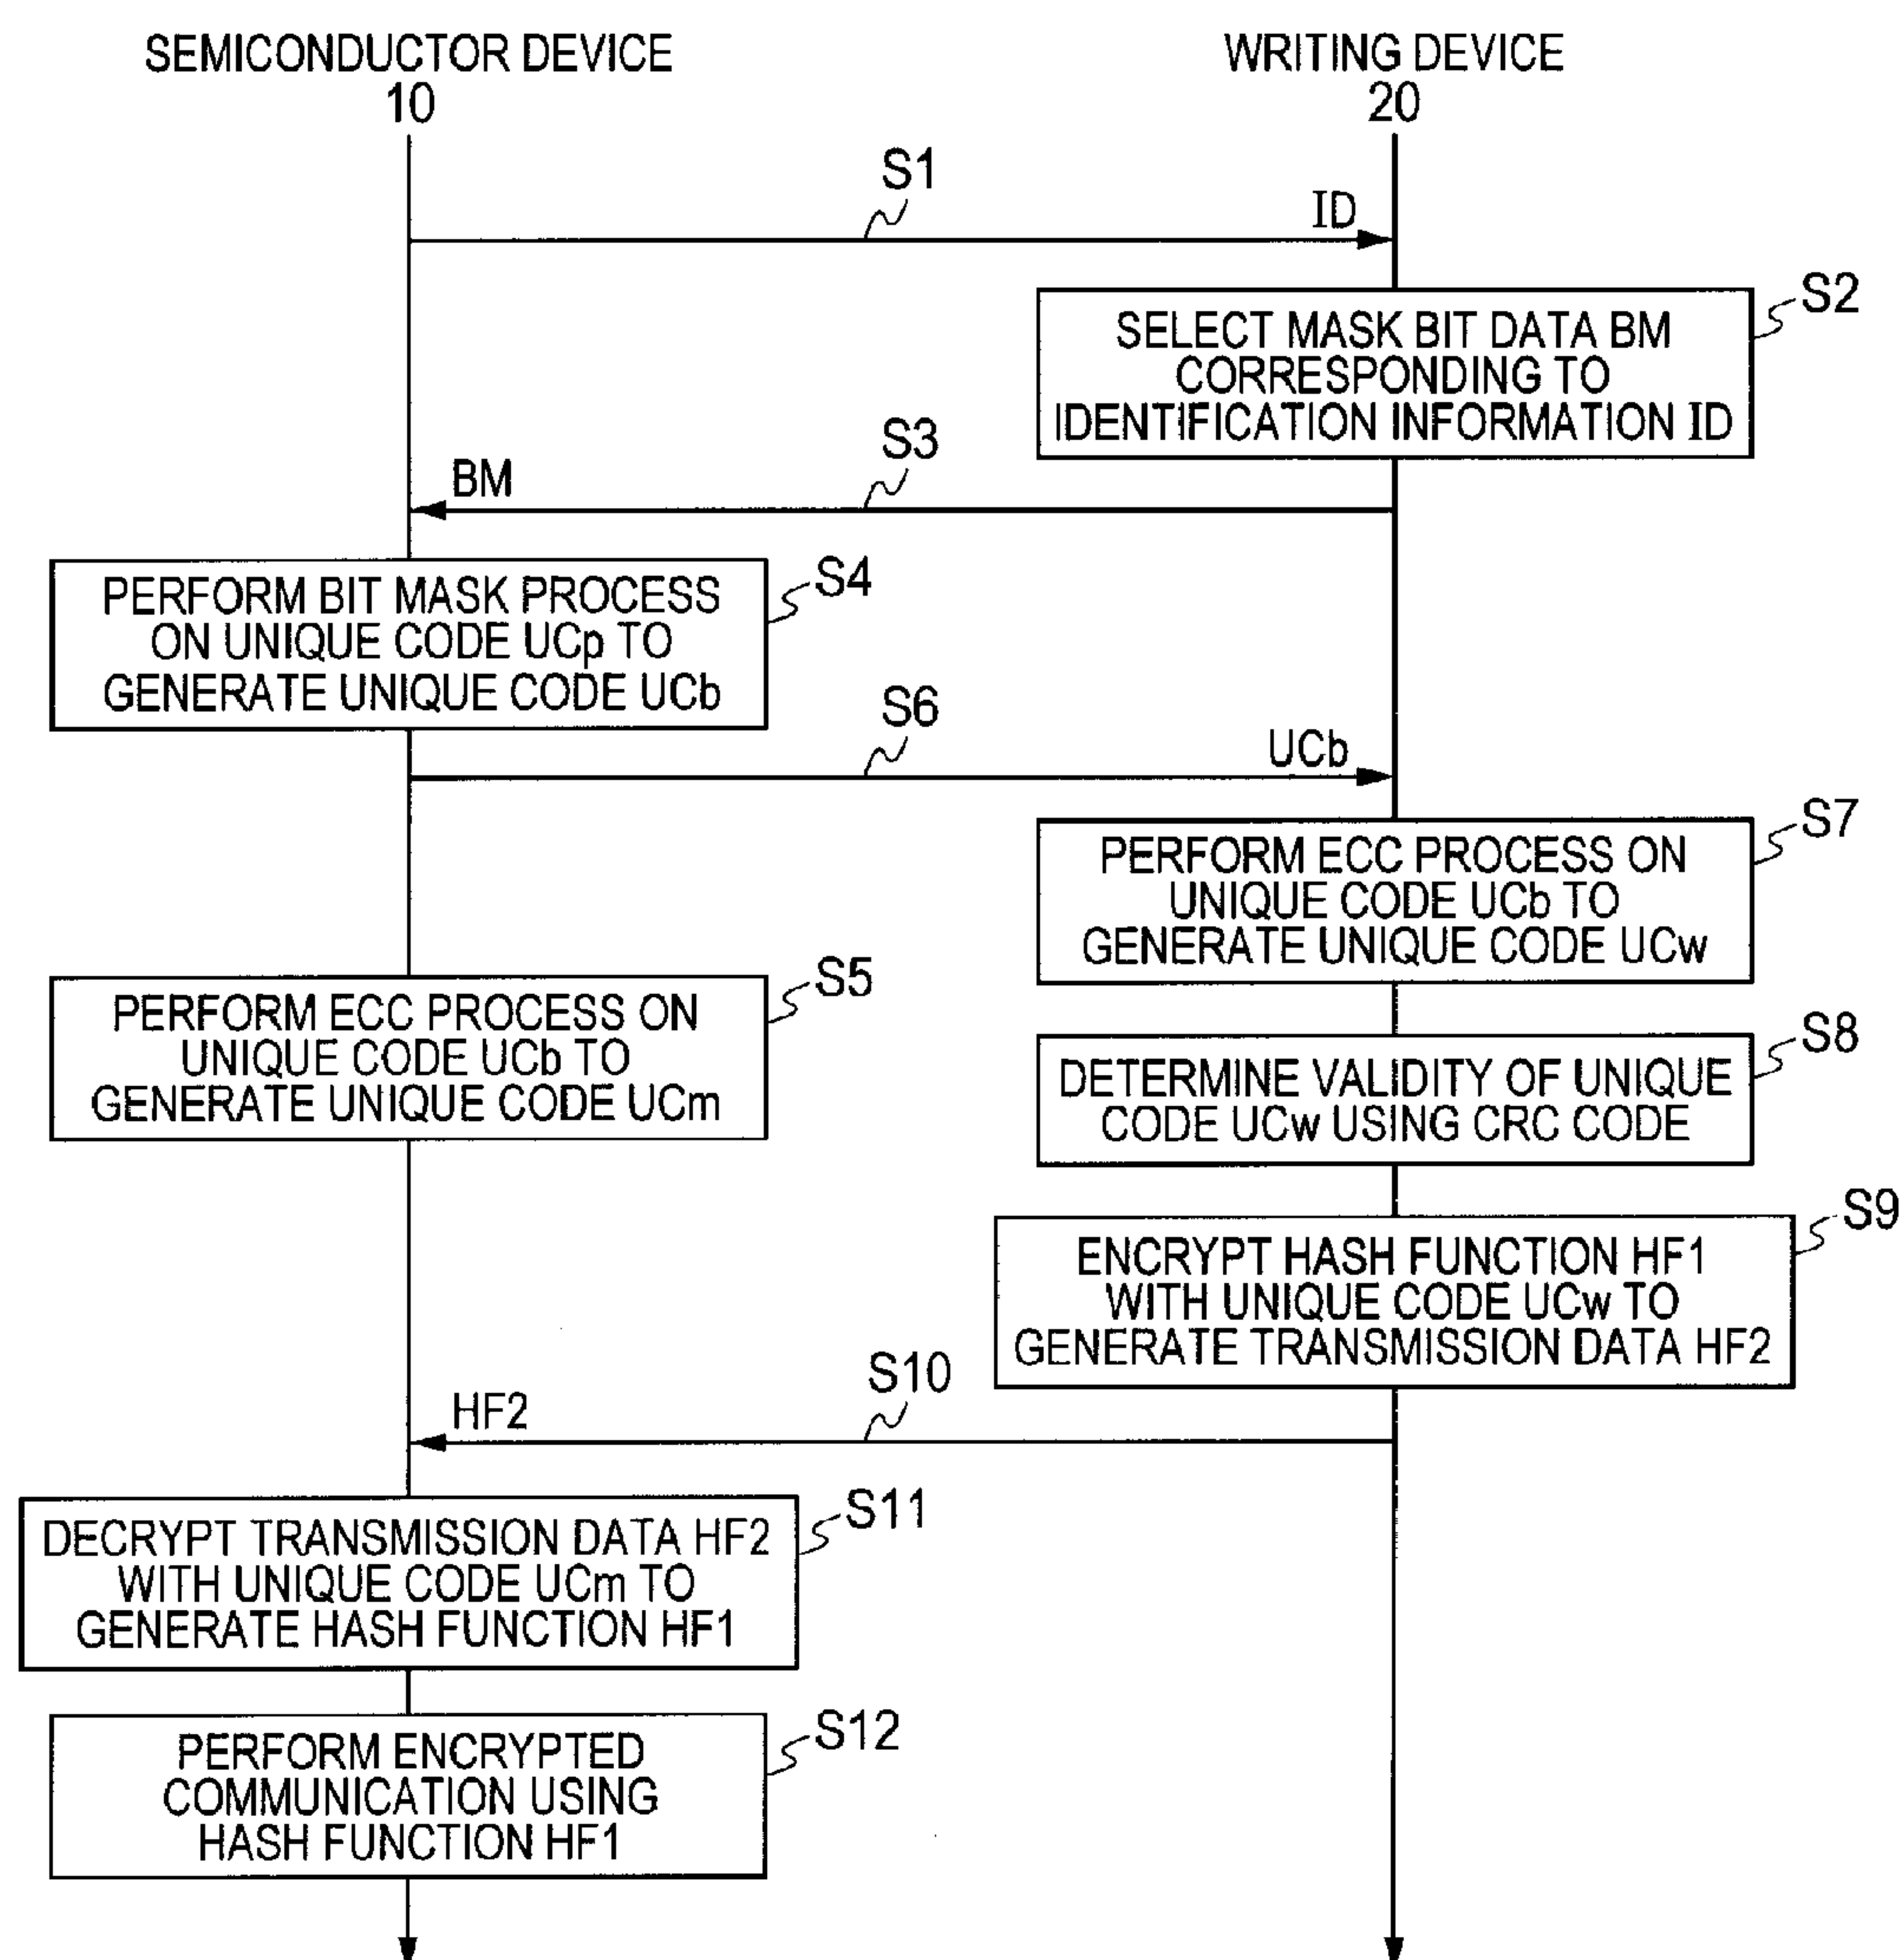 SEMICONDUCTOR DEVICE
10
WRITING DEVICE
20
S1
ID
S2
SELECT MASK BIT DATA BM
CORRESPONDING TO
IDENTIFICATION INFORMATION ID
S3
BM
S4
PERFORM BIT MASK PROCESS
ON UNIQUE CODE UCp TO
GENERATE UNIQUE CODE UCb
S6
UCb
S7
PERFORM ECC PROCESS ON
UNIQUE CODE UCb TO
GENERATE UNIQUE CODE UCw
S5
PERFORM ECC PROCESS ON
UNIQUE CODE UCb TO
GENERATE UNIQUE CODE UCm
S8
DETERMINE VALIDITY OF UNIQUE
CODE UCw USING CRC CODE
S9
ENCRYPT HASH FUNCTION HF1
WITH UNIQUE CODE UCw TO
GENERATE TRANSMISSION DATA HF2
S10
HF2
S11
DECRYPT TRANSMISSION DATA HF2
WITH UNIQUE CODE UCm TO
GENERATE HASH FUNCTION HF1
S12
PERFORM ENCRYPTED
COMMUNICATION USING
HASH FUNCTION HF1